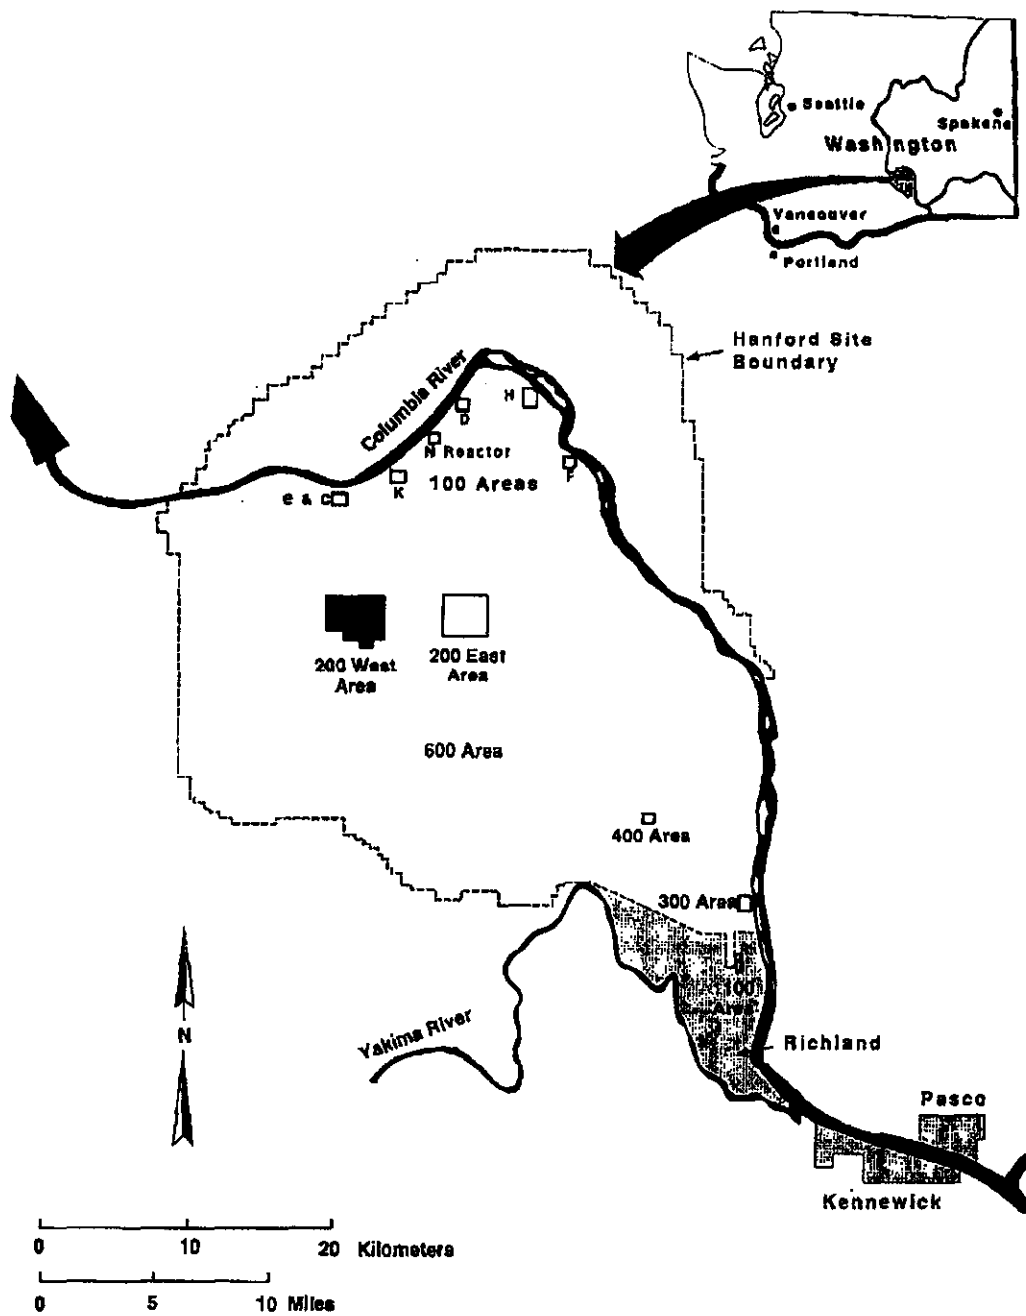 Seattle
Spokane
Washington
Vancouver
Portland
Hanford Site
Boundary
Columbia River
H
D
N Reactor
F
100 Areas
K
B & C
200 West
Area
200 East
Area
600 Area
400 Area
300 Area
Area
N
Yakima River
Richland
Pasco
Kennewick
0 10 20 Kilometers
0 5 10 Miles